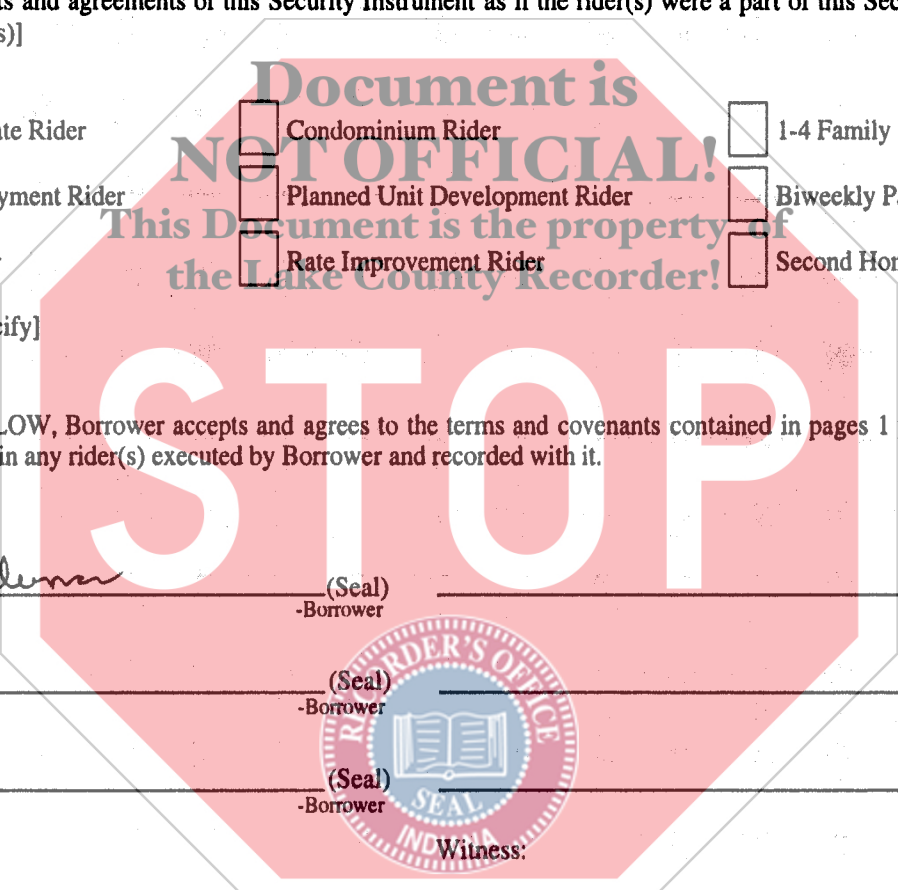 ts and agreements of this Security Instrument as if the rider(s) were a part of this Sec
s)]
Document is
te Rider Condominium Rider 1-4 Family
NOT OFFICIAL!
yment Rider Planned Unit Development Rider Biweekly P
This Document is the property of
Rate Improvement Rider Second Hon
the Lake County Recorder!
cify]
STOP
LOW, Borrower accepts and agrees to the terms and covenants contained in pages 1
in any rider(s) executed by Borrower and recorded with it.
(Seal)
-Borrower
(Seal)
-Borrower
(Seal)
-Borrower
RECORDER'S OFFICE
SEAL
INDIANA
Witness: